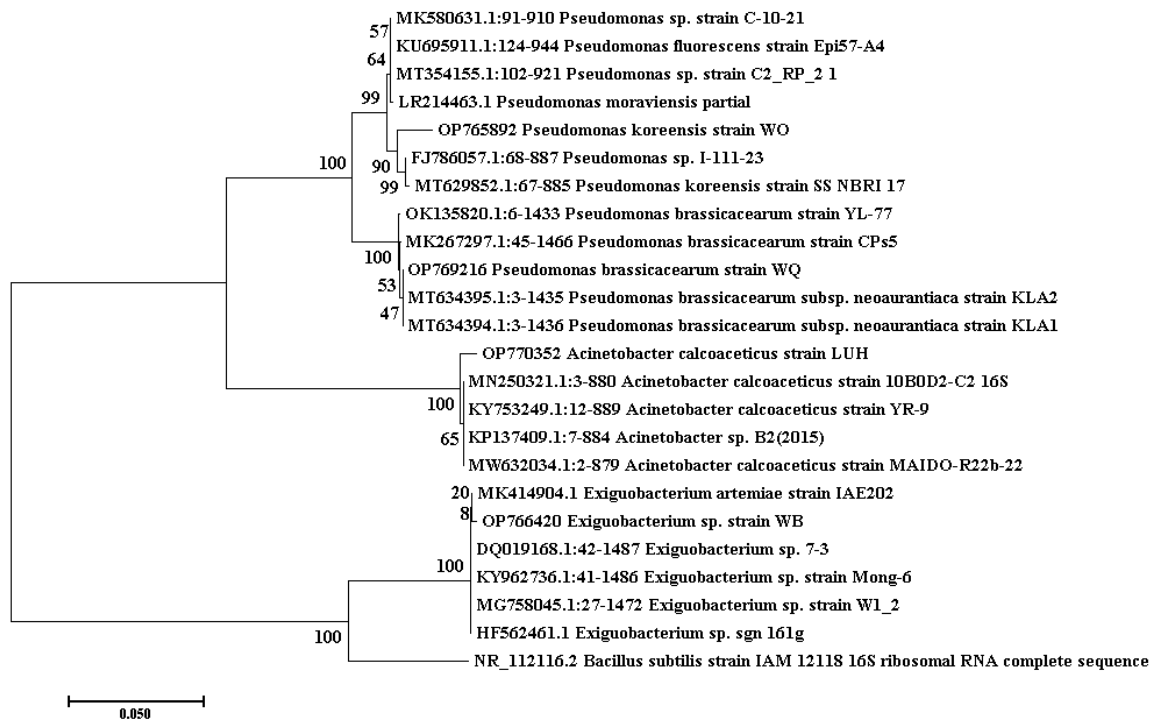 MK580631.1:91-910 Pseudomonas sp. strain C-10-21
57
KU695911.1:124-944 Pseudomonas fluorescens strain Epi57-A4
64
MT354155.1:102-921 Pseudomonas sp. strain C2_RP_2 1
99
LR214463.1 Pseudomonas moraviensis partial
OP765892 Pseudomonas koreensis strain WO
100
FJ786057.1:68-887 Pseudomonas sp. I-111-23
90
MT629852.1:67-885 Pseudomonas koreensis strain SS NBRI 17
99
OK135820.1:6-1433 Pseudomonas brassicacearum strain YL-77
MK267297.1:45-1466 Pseudomonas brassicacearum strain CPs5
100
OP769216 Pseudomonas brassicacearum strain WQ
53
MT634395.1:3-1435 Pseudomonas brassicacearum subsp. neoaurantiaca strain KLA2
47
MT634394.1:3-1436 Pseudomonas brassicacearum subsp. neoaurantiaca strain KLA1
OP770352 Acinetobacter calcoaceticus strain LUH
MN250321.1:3-880 Acinetobacter calcoaceticus strain 10B0D2-C2 16S
100
KY753249.1:12-889 Acinetobacter calcoaceticus strain YR-9
65
KP137409.1:7-884 Acinetobacter sp. B2(2015)
MW632034.1:2-879 Acinetobacter calcoaceticus strain MAIDO-R22b-22
20
MK414904.1 Exiguobacterium artemiae strain IAE202
8
OP766420 Exiguobacterium sp. strain WB
DQ019168.1:42-1487 Exiguobacterium sp. 7-3
100
KY962736.1:41-1486 Exiguobacterium sp. strain Mong-6
MG758045.1:27-1472 Exiguobacterium sp. strain W1_2
HF562461.1 Exiguobacterium sp. sgn 161g
100
NR_112116.2 Bacillus subtilis strain IAM 12118 16S ribosomal RNA complete sequence
0.050